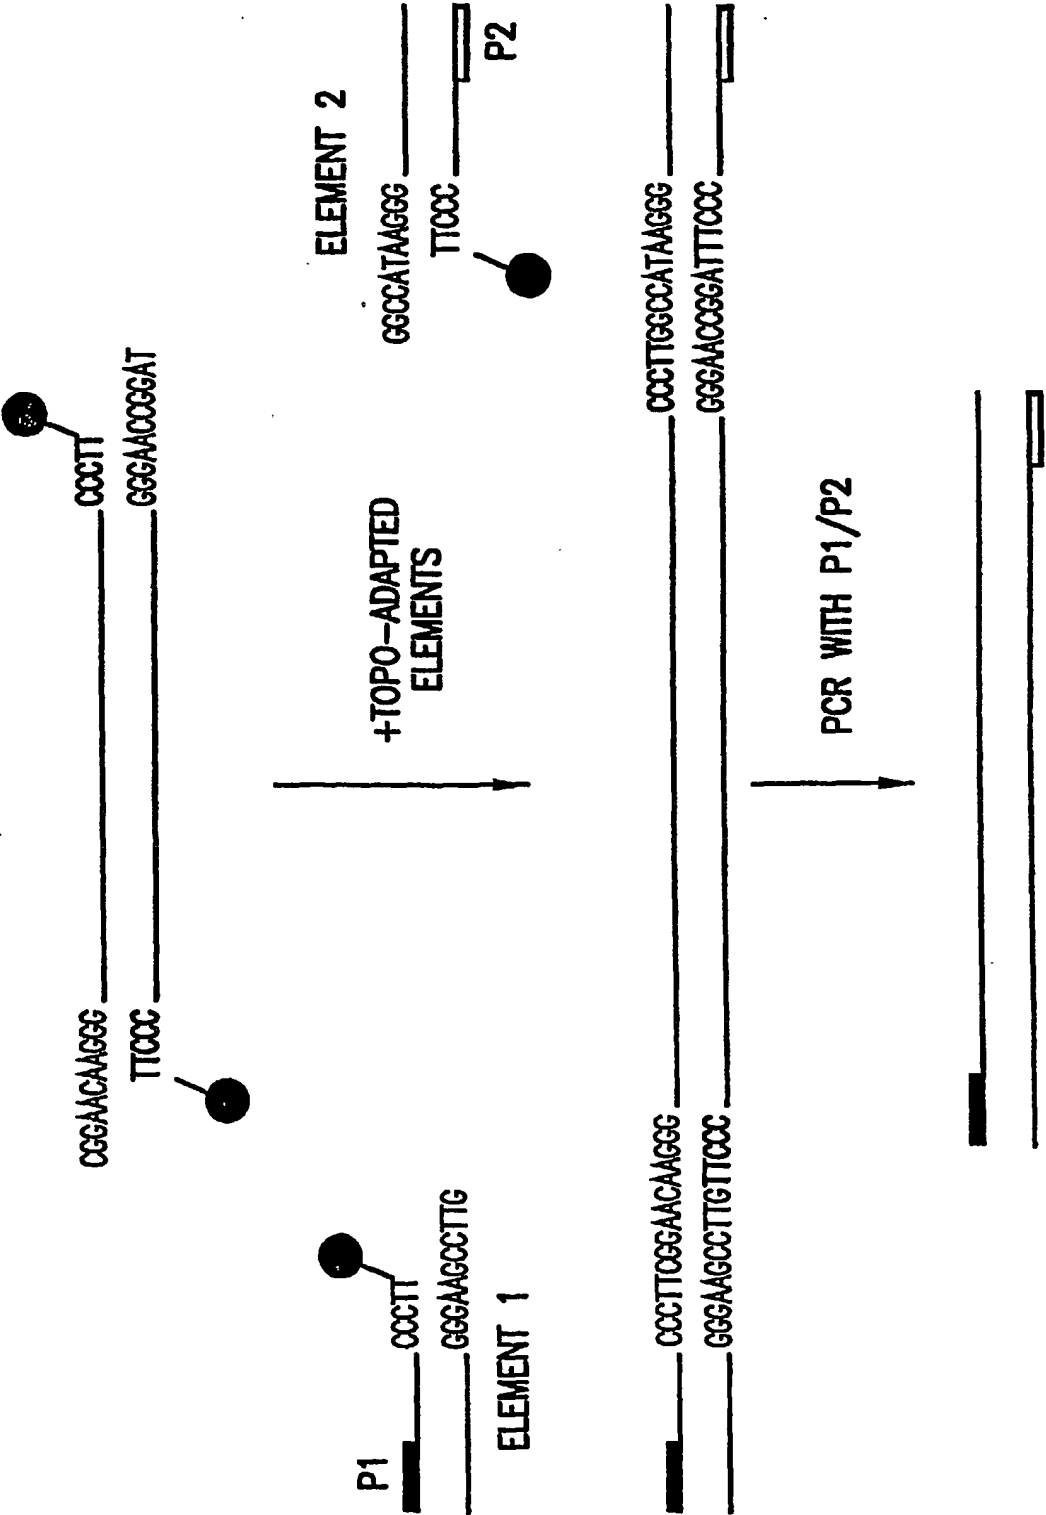 CCCTT
CGGAACAAGGG
GGGAACCGGAT
TTCCC
ELEMENT 2
P1
CCCTT
GGCCATAAGGG
GGGAAGCCTTG
TTCCC
ELEMENT 1
P2
+TOPO-ADAPTED
ELEMENTS
CCCTTCGGAACAAGGG
CCCTTGGCCATAAGGG
GGGAAGCCTTGTTCCC
GGGAACCGGATTTCCC
PCR WITH P1/P2